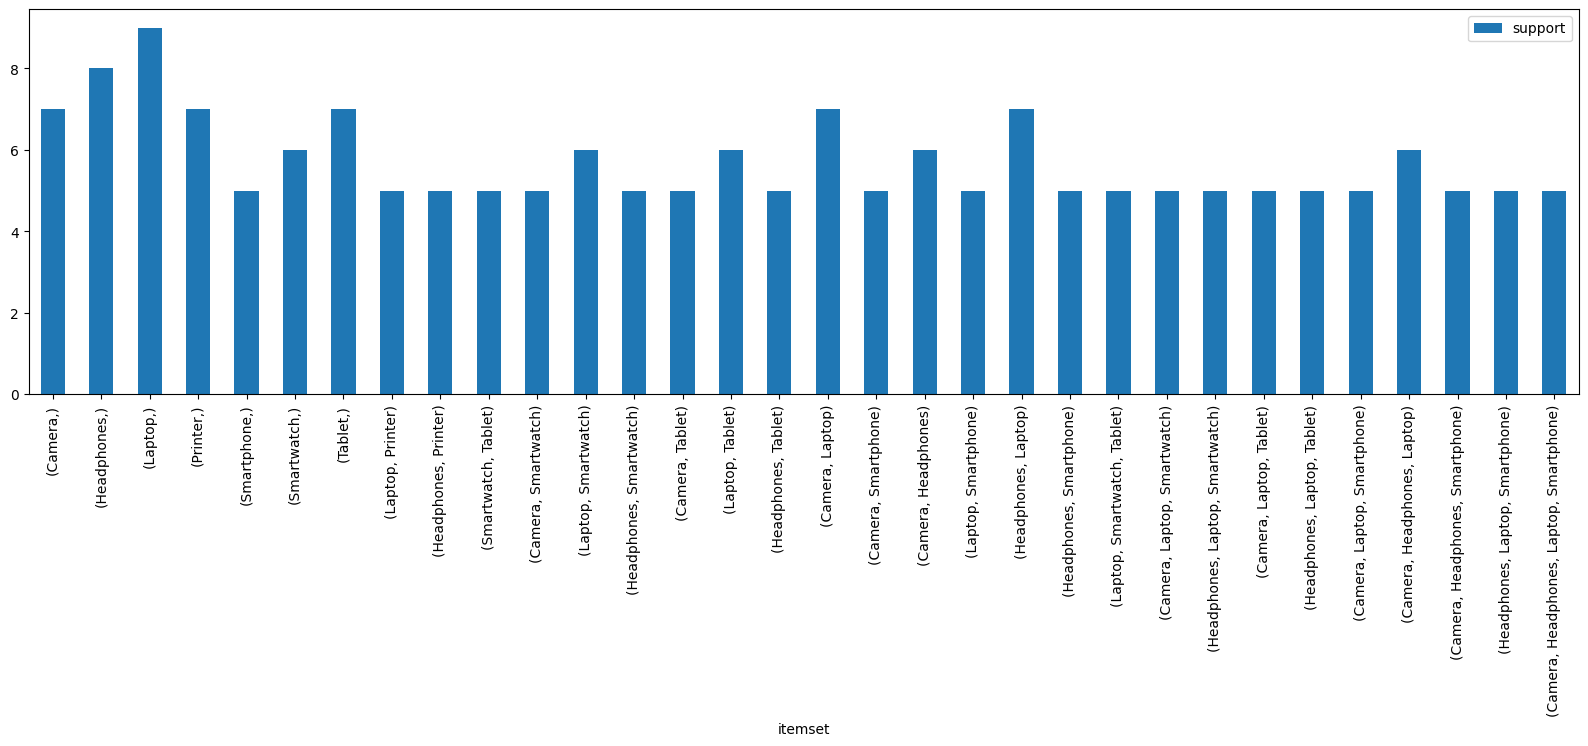 support
8
6
4
2
0
(Camera,)
(Headphones,)
(Laptop,)
(Printer,)
(Smartphone,)
(Smartwatch,)
(Tablet,)
(Laptop, Printer)
(Headphones, Printer)
(Smartwatch, Tablet)
(Camera, Smartwatch)
(Laptop, Smartwatch)
(Headphones, Smartwatch)
(Camera, Tablet)
(Laptop, Tablet)
(Headphones, Tablet)
(Camera, Laptop)
(Camera, Smartphone)
(Camera, Headphones)
(Laptop, Smartphone)
(Headphones, Laptop)
(Headphones, Smartphone)
(Laptop, Smartwatch, Tablet)
(Camera, Laptop, Smartwatch)
(Headphones, Laptop, Smartwatch)
(Camera, Laptop, Tablet)
(Headphones, Laptop, Tablet)
(Camera, Laptop, Smartphone)
(Camera, Headphones, Laptop)
(Camera, Headphones, Smartphone)
(Headphones, Laptop, Smartphone)
(Camera, Headphones, Laptop, Smartphone)
itemset